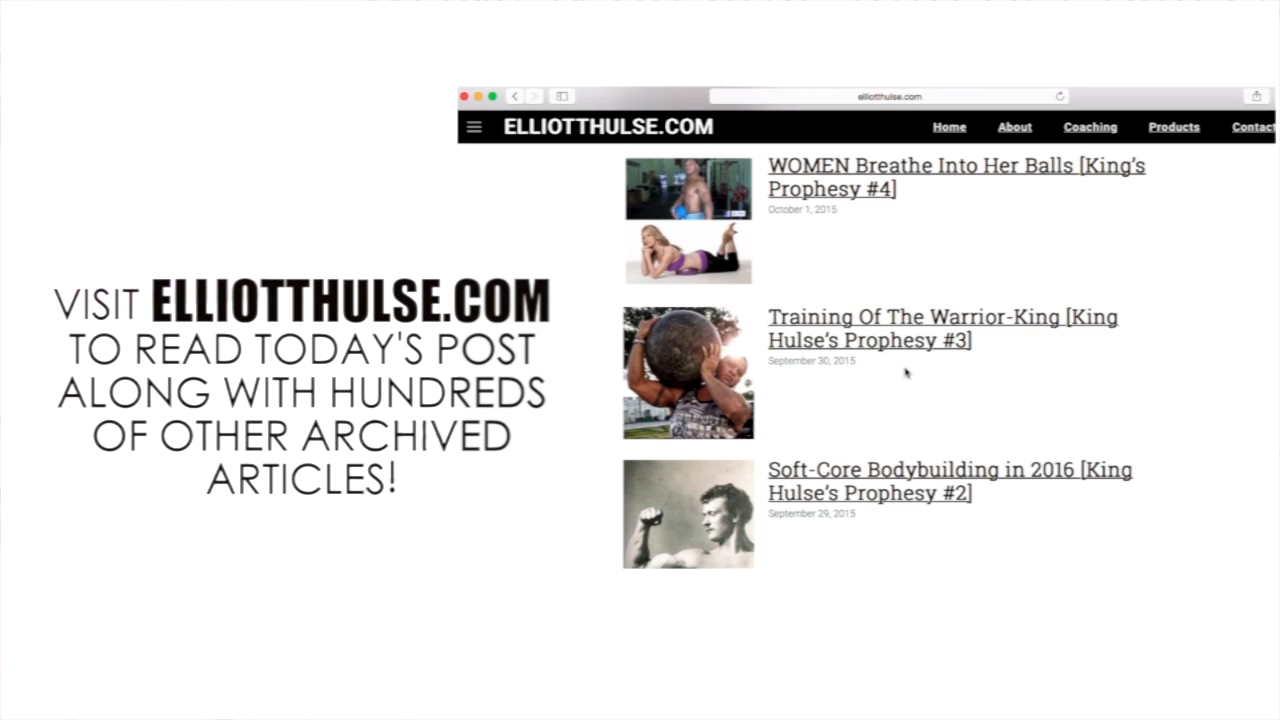 VISIT ELLIOTTHULSE.COM
TO READ TODAY'S POST
ALONG WITH HUNDREDS
OF OTHER ARCHIVED
ARTICLES!
elliotthulse.com
ELLIOTTHULSE.COM
Home About Coaching Products Contact
WOMEN Breathe Into Her Balls [King's
Prophesy #4]
October 1, 2015
Training Of The Warrior-King [King
Hulse's Prophesy #3]
September 30, 2015
Soft-Core Bodybuilding in 2016 [King
Hulse's Prophesy #2]
September 29, 2015